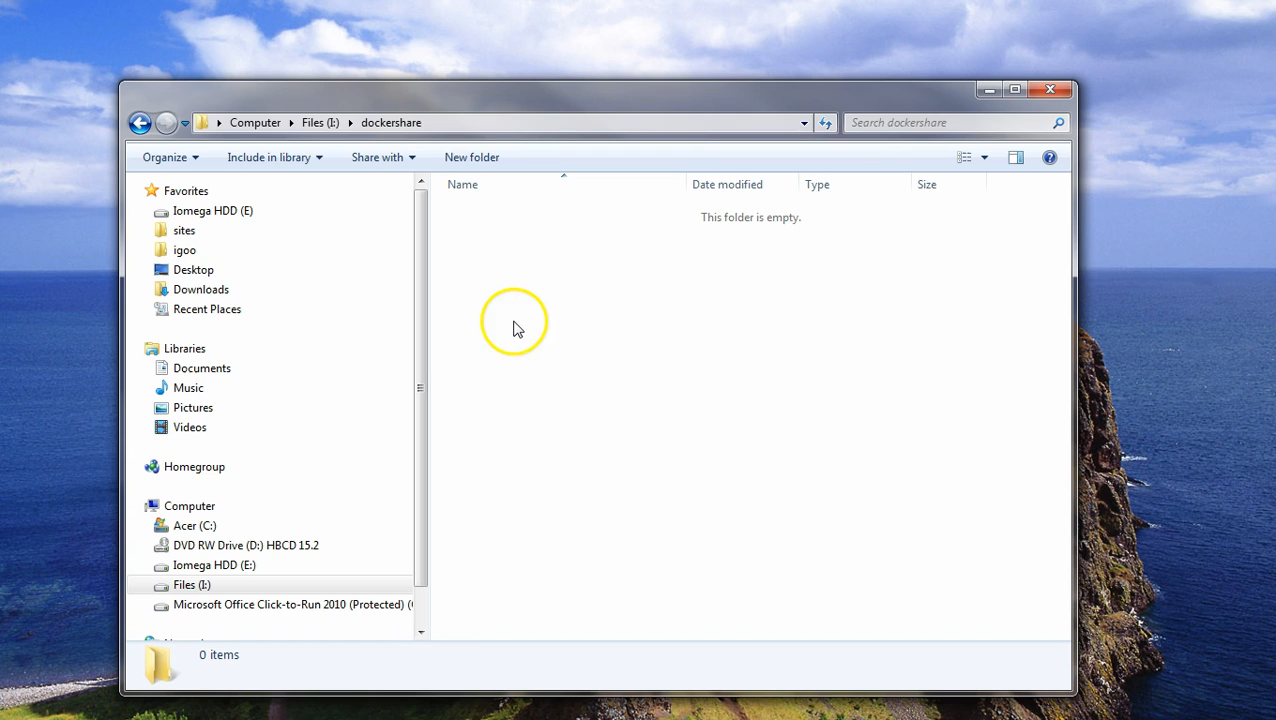 Computer Files (I:) dockershare
Search dockershare
Organize Include in library Share with New folder
Name Date modified Type Size
This folder is empty.
Favorites
Iomega HDD (E)
sites
igoo
Desktop
Downloads
Recent Places
Libraries
Documents
Music
Pictures
Videos
Homegroup
Computer
Acer (C:)
DVD RW Drive (D:) HBCD 15.2
Iomega HDD (E:)
Files (I:)
Microsoft Office Click-to-Run 2010 (Protected) (
0 items